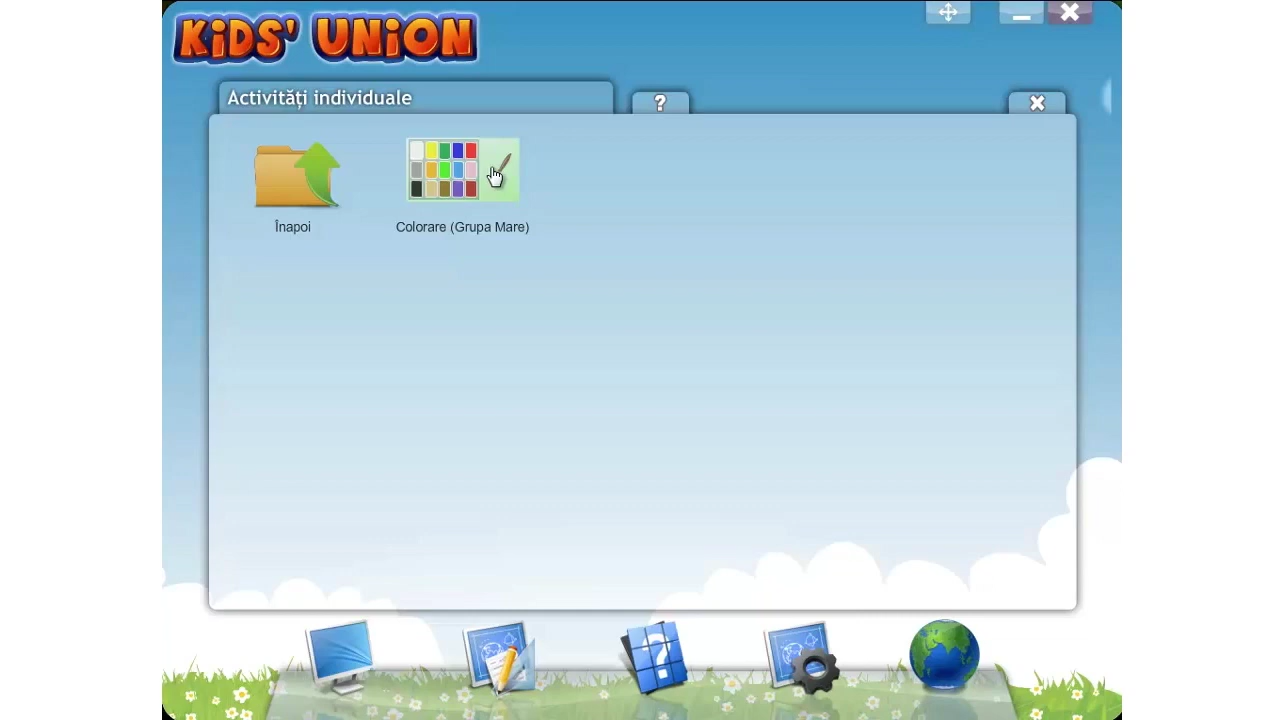 KiDS' UNiON
Activități individuale
?
Înapoi
Colorare (Grupa Mare)
?